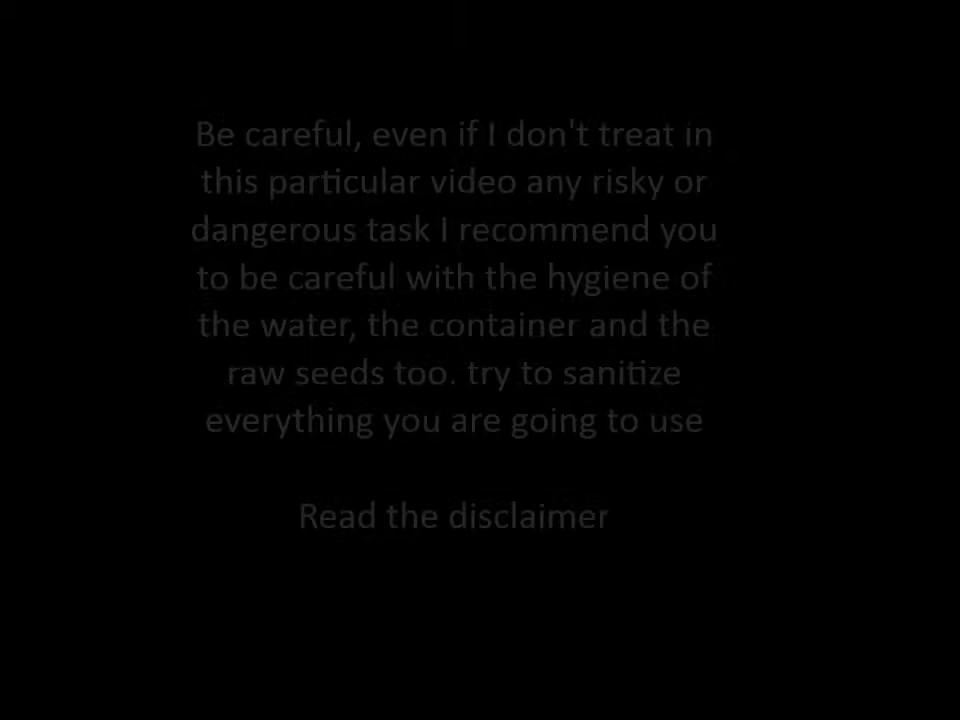 Be careful, even if I don't treat in
this particular video any risky or
dangerous task I recommend you
to be careful with the hygiene of
the water, the container and the
raw seeds too. try to sanitize
everything you are going to use
Read the disclaimer